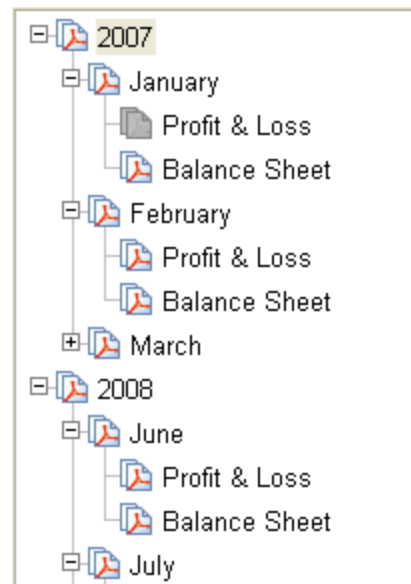 2007
January
Profit & Loss
Balance Sheet
February
Profit & Loss
Balance Sheet
March
2008
June
Profit & Loss
Balance Sheet
July